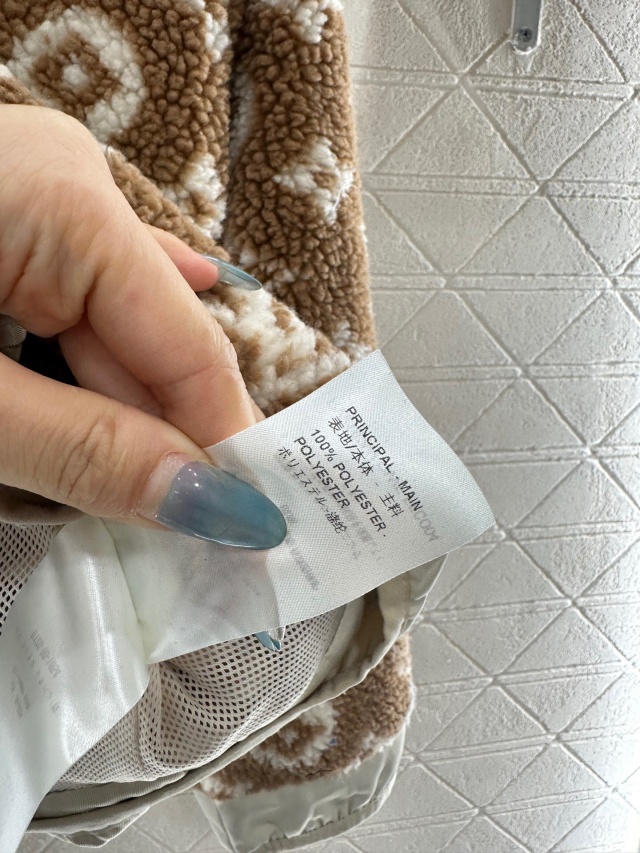 PRINCIPAL · MAIN
表地/本体 主料
100% POLYESTER ·
POLYESTER
ポリエステル · 涤纶